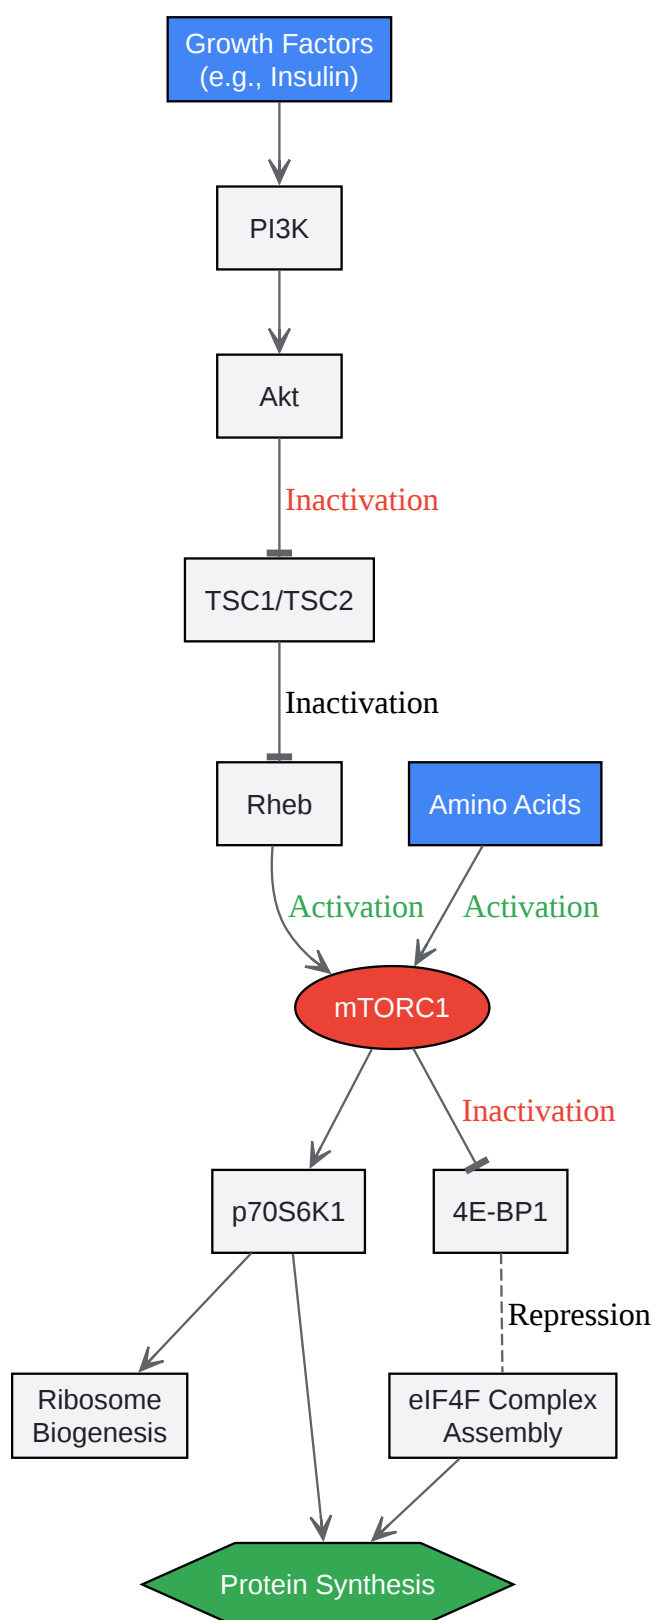 Growth Factors
(e.g., Insulin)
PI3K
Akt
Inactivation
TSC1/TSC2
Inactivation
Rheb
Amino Acids
Activation
Activation
mTORC1
Inactivation
p70S6K1
4E-BP1
Repression
Ribosome
Biogenesis
eIF4F Complex
Assembly
Protein Synthesis